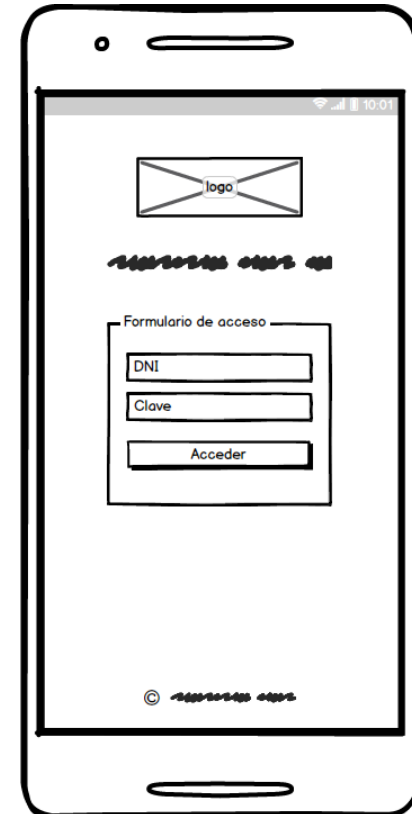 10:01
logo
Formulario de acceso
DNI
Clave
Acceder
©